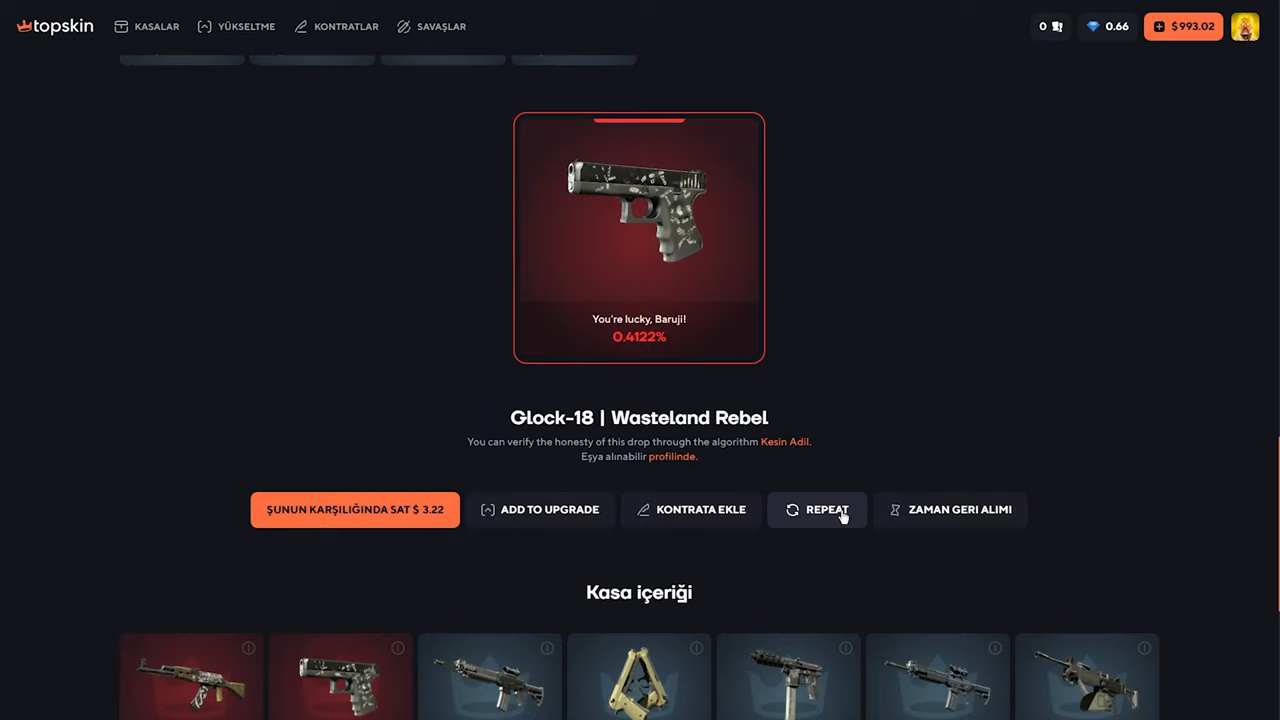 topskin
KASALAR
YÜKSELTME
KONTRATLAR
SAVAŞLAR
0
0.66
$ 993.02
You're lucky, Baruji!
0.4122%
Glock-18 | Wasteland Rebel
You can verify the honesty of this drop through the algorithm Kesin Adil.
Eşya alınabilir profilinde.
ŞUNUN KARŞILIĞINDA SAT $ 3.22
ADD TO UPGRADE
KONTRATA EKLE
REPEAT
ZAMAN GERI ALIMI
Kasa içeriği